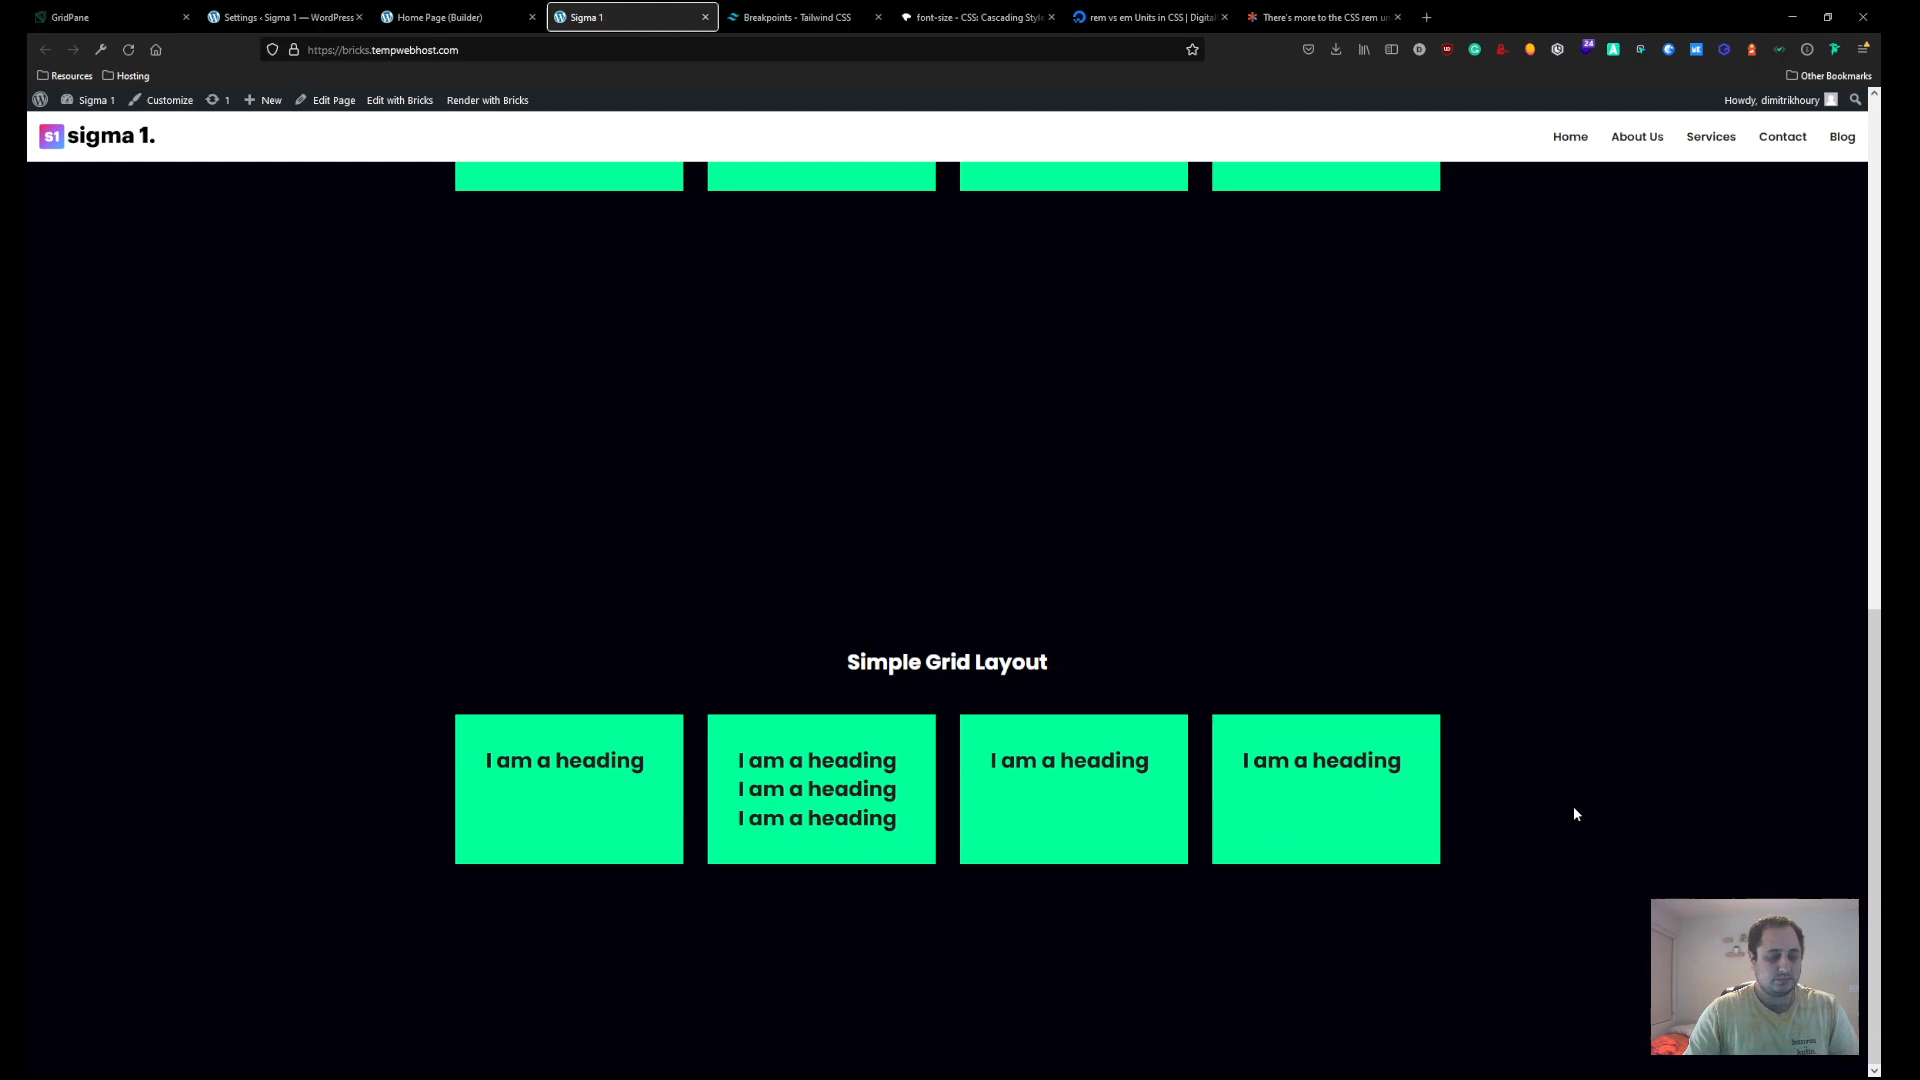 GridPane
Settings ‹ Sigma 1 — WordPress
Home Page (Builder)
Sigma 1
Breakpoints - Tailwind CSS
font-size - CSS: Cascading Style
rem vs em Units in CSS | Digital
There's more to the CSS rem un
https://bricks.tempwebhost.com
24
Resources
Hosting
Other Bookmarks
Sigma 1
Customize
1
New
Edit Page
Edit with Bricks
Render with Bricks
Howdy, dimitrikhoury
s1 sigma 1.
Home
About Us
Services
Contact
Blog
Simple Grid Layout
I am a heading
I am a heading
I am a heading
I am a heading
I am a heading
I am a heading